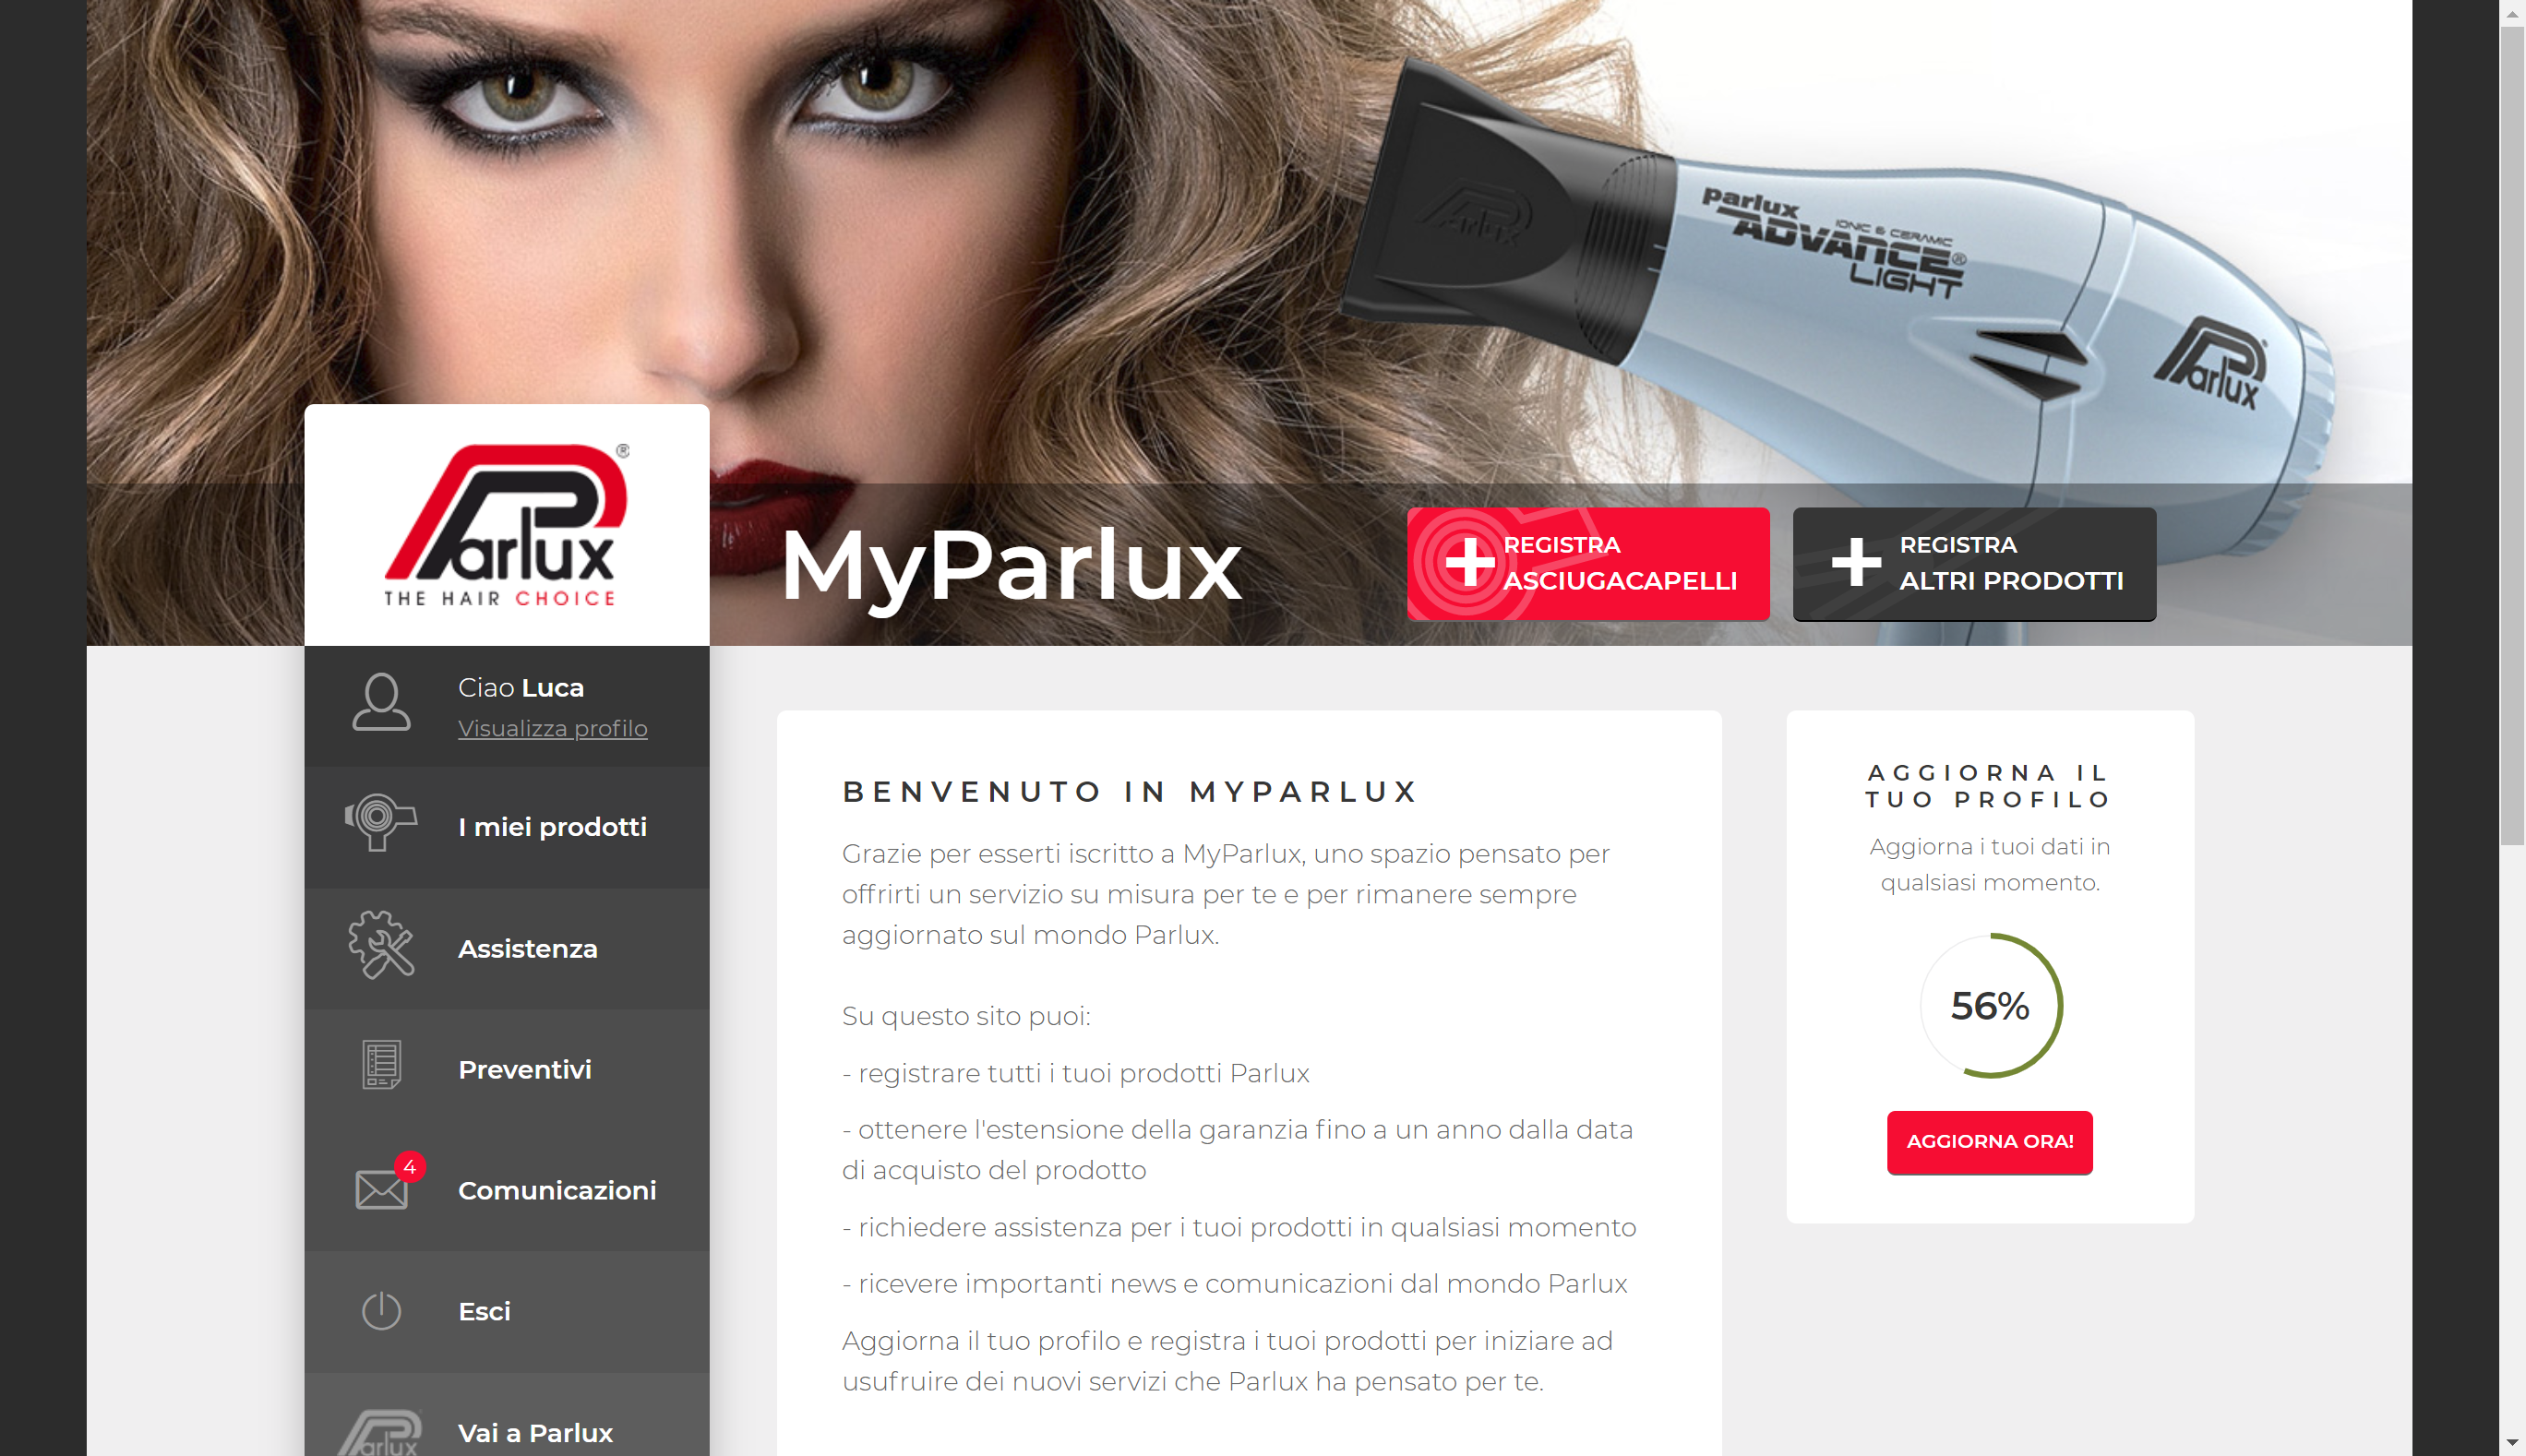 parlux
IONIC & CERAMIC
ADVANCE®
LIGHT
Parlux
Parlux
Parlux®
THE HAIR CHOICE
MyParlux
REGISTRA
ASCIUGACAPELLI
REGISTRA
ALTRI PRODOTTI
Ciao Luca
Visualizza profilo
I miei prodotti
Assistenza
Preventivi
4
Comunicazioni
Esci
Parlux
Vai a Parlux
BENVENUTO IN MYPARLUX
Grazie per esserti iscritto a MyParlux, uno spazio pensato per
offrirti un servizio su misura per te e per rimanere sempre
aggiornato sul mondo Parlux.
Su questo sito puoi:
- registrare tutti i tuoi prodotti Parlux
- ottenere l'estensione della garanzia fino a un anno dalla data
di acquisto del prodotto
- richiedere assistenza per i tuoi prodotti in qualsiasi momento
- ricevere importanti news e comunicazioni dal mondo Parlux
Aggiorna il tuo profilo e registra i tuoi prodotti per iniziare ad
usufruire dei nuovi servizi che Parlux ha pensato per te.
AGGIORNA IL
TUO PROFILO
Aggiorna i tuoi dati in
qualsiasi momento.
56%
AGGIORNA ORA!